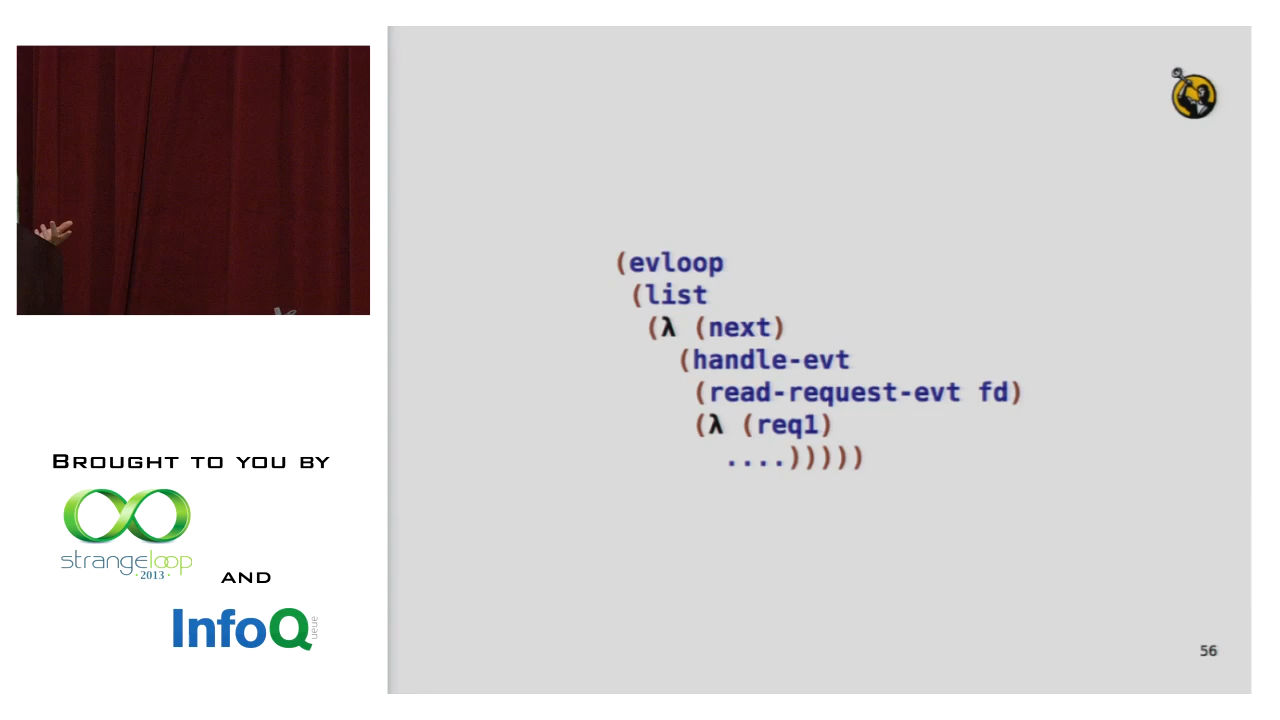 (evloop
(list
(λ (next)
(handle-evt
(read-request-evt fd)
(λ (req1)
....)))))
BROUGHT TO YOU BY
strangeloop
· 2013 ·
AND
InfoQ
ueue
56